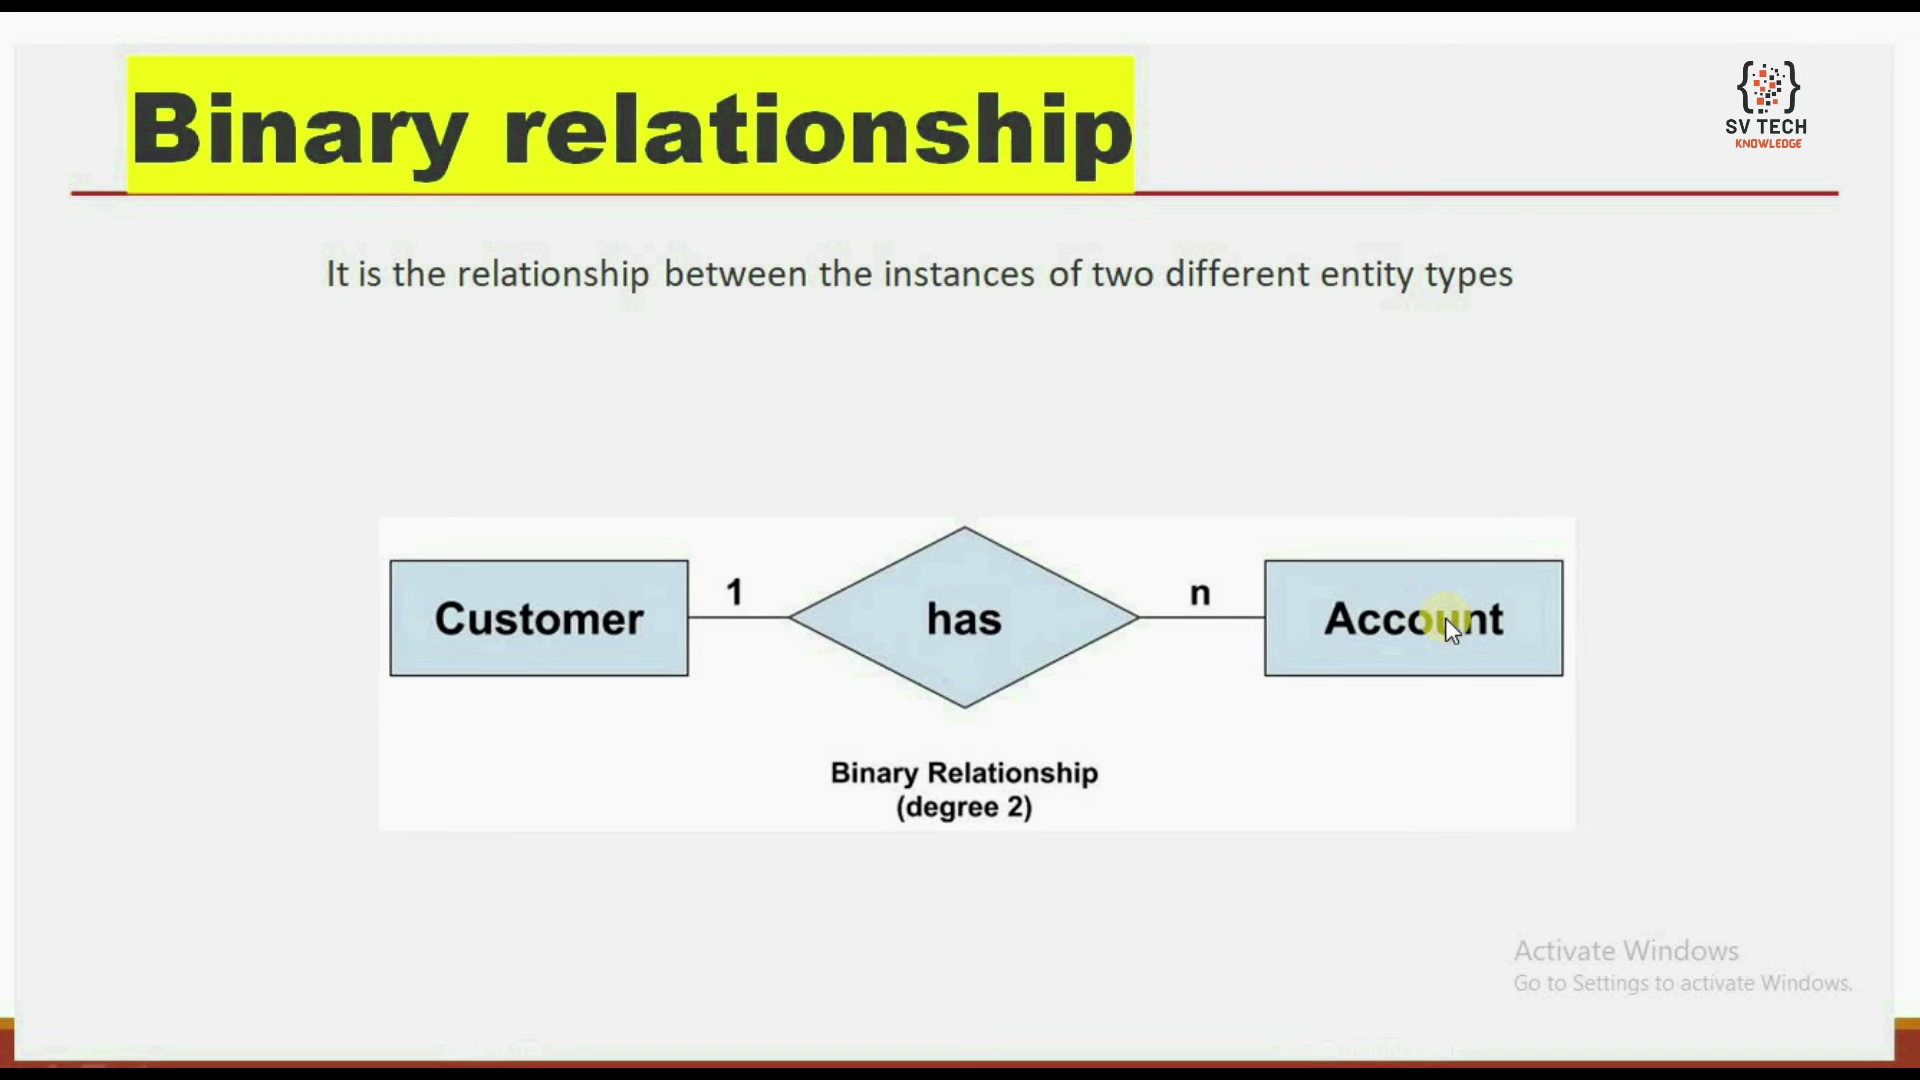 Binary relationship
SV TECH
KNOWLEDGE
It is the relationship between the instances of two different entity types
Customer
1
has
n
Account
Binary Relationship
(degree 2)
Activate Windows
Go to Settings to activate Windows.